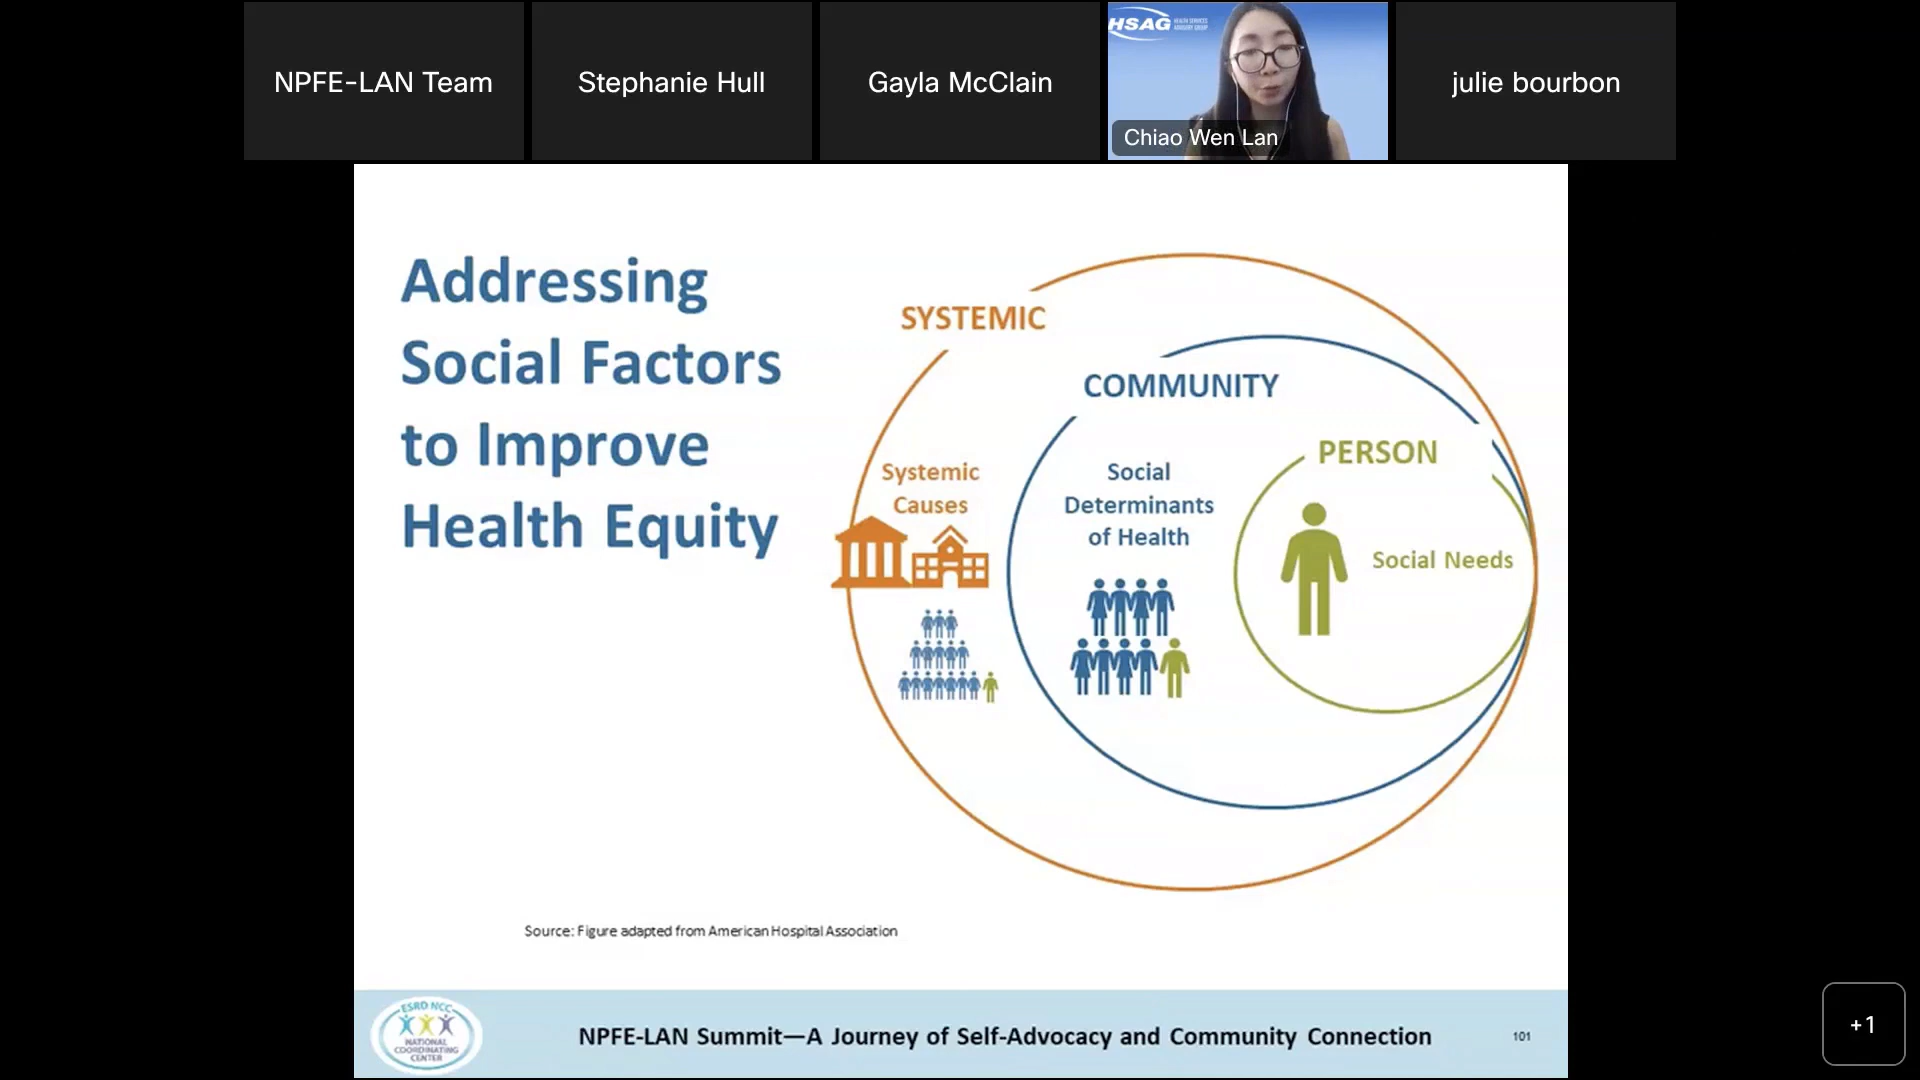 NPFE-LAN Team
Stephanie Hull
Gayla McClain
HSAG HEALTH SERVICES
ADVISORY GROUP
Chiao Wen Lan
julie bourbon
Addressing
Social Factors
to Improve
Health Equity
SYSTEMIC
COMMUNITY
PERSON
Systemic
Causes
Social
Determinants
of Health
Social Needs
Source: Figure adapted from American Hospital Association
ESRD NCC
NATIONAL
COORDINATING
CENTER
NPFE-LAN Summit—A Journey of Self-Advocacy and Community Connection
101
+1